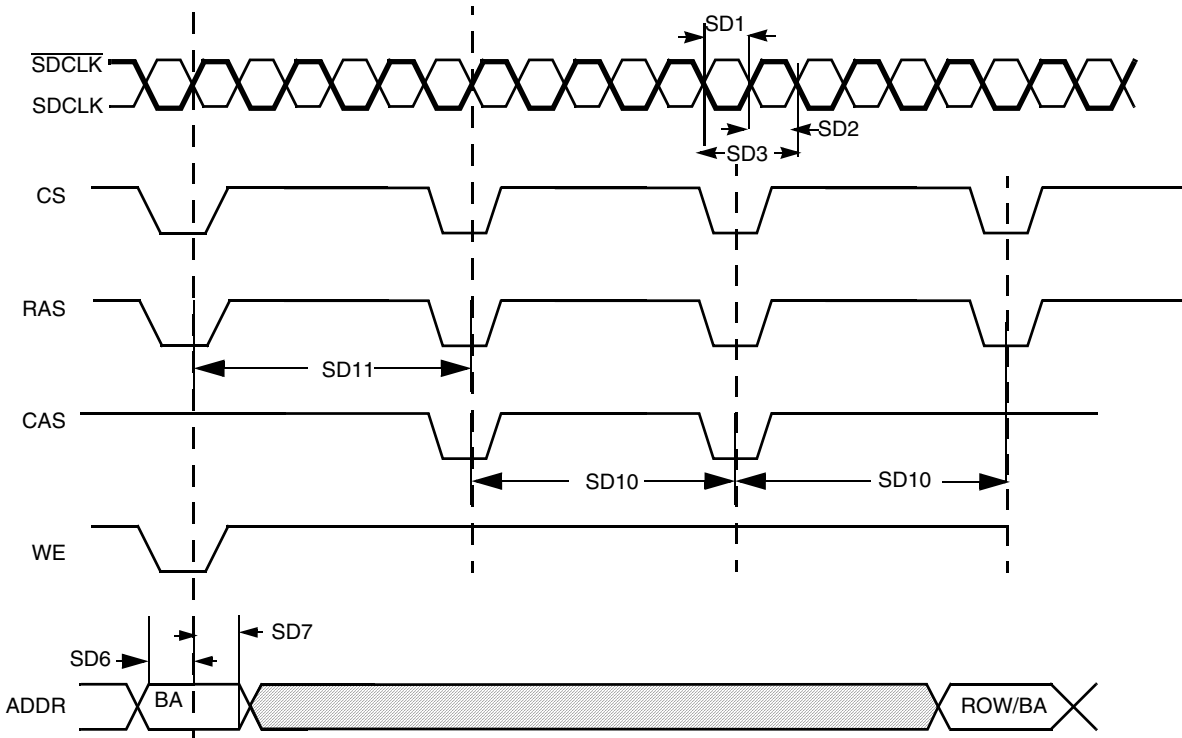 SD1
SDCLK
SDCLK
SD2
SD3
CS
RAS
SD11
CAS
SD10
SD10
WE
SD7
SD6
BA
ADDR
ROW/BA